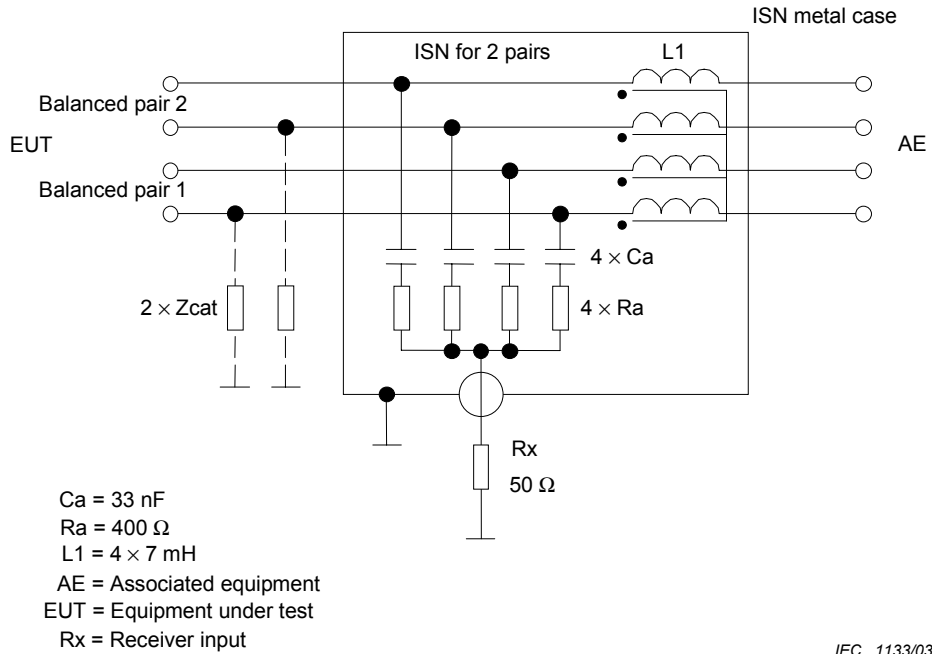 ISN metal case
ISN for 2 pairs
L1
Balanced pair 2
EUT
AE
Balanced pair 1
4 × Ca
2 × Zcat
4 × Ra
Rx
50 Ω
Ca = 33 nF
Ra = 400 Ω
L1 = 4 × 7 mH
AE = Associated equipment
EUT = Equipment under test
Rx = Receiver input
IEC 1133/03